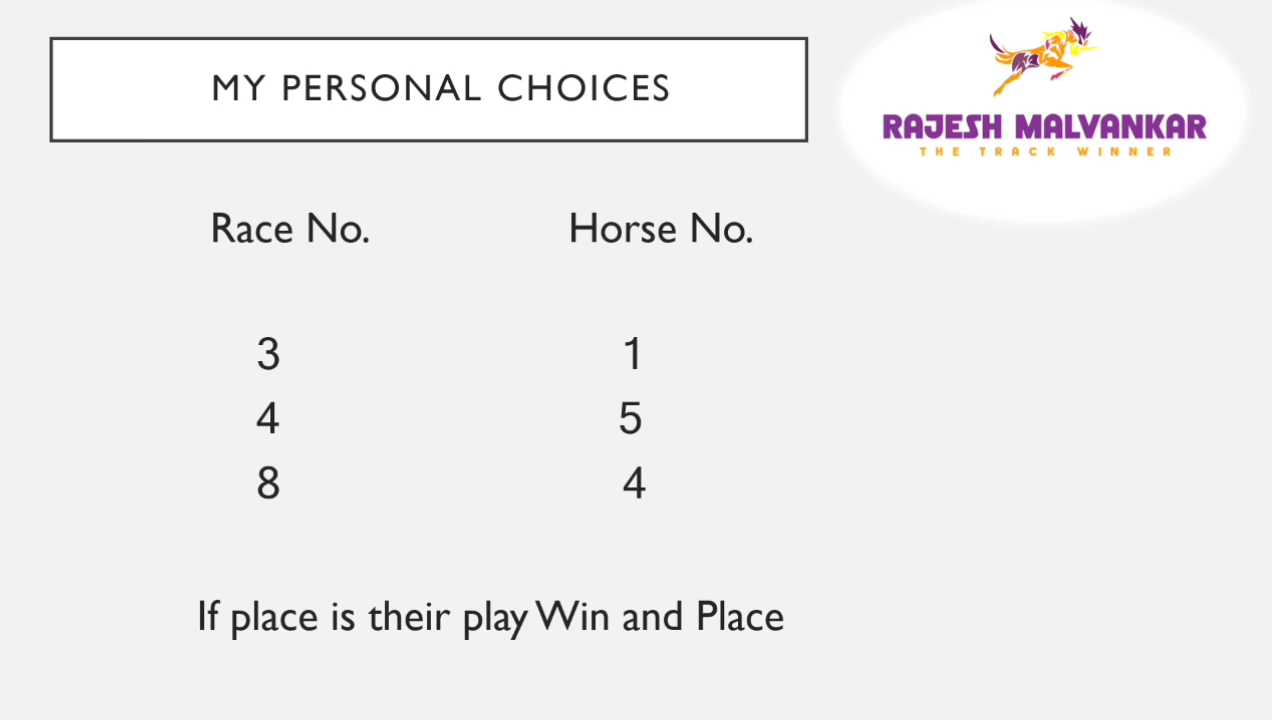 MY PERSONAL CHOICES
RAJESH MALVANKAR
THE TRACK WINNER
Race No. Horse No.
3 1
4 5
8 4
If place is their play Win and Place